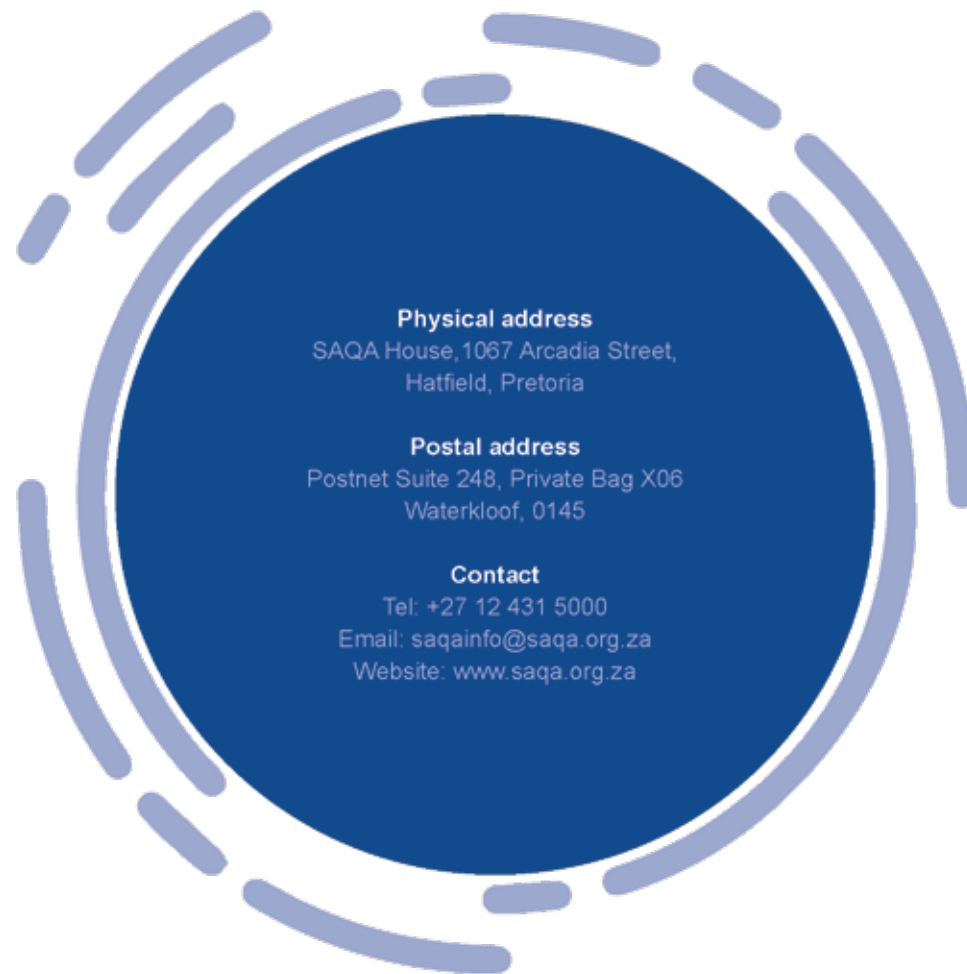 Physical address
SAQA House,1067 Arcadia Street,
Hatfield, Pretoria
Postal address
Postnet Suite 248, Private Bag X06
Waterkloof, 0145
Contact
Tel: +27 12 431 5000
Email: saqainfo@saqa.org.za
Website: www.saqa.org.za